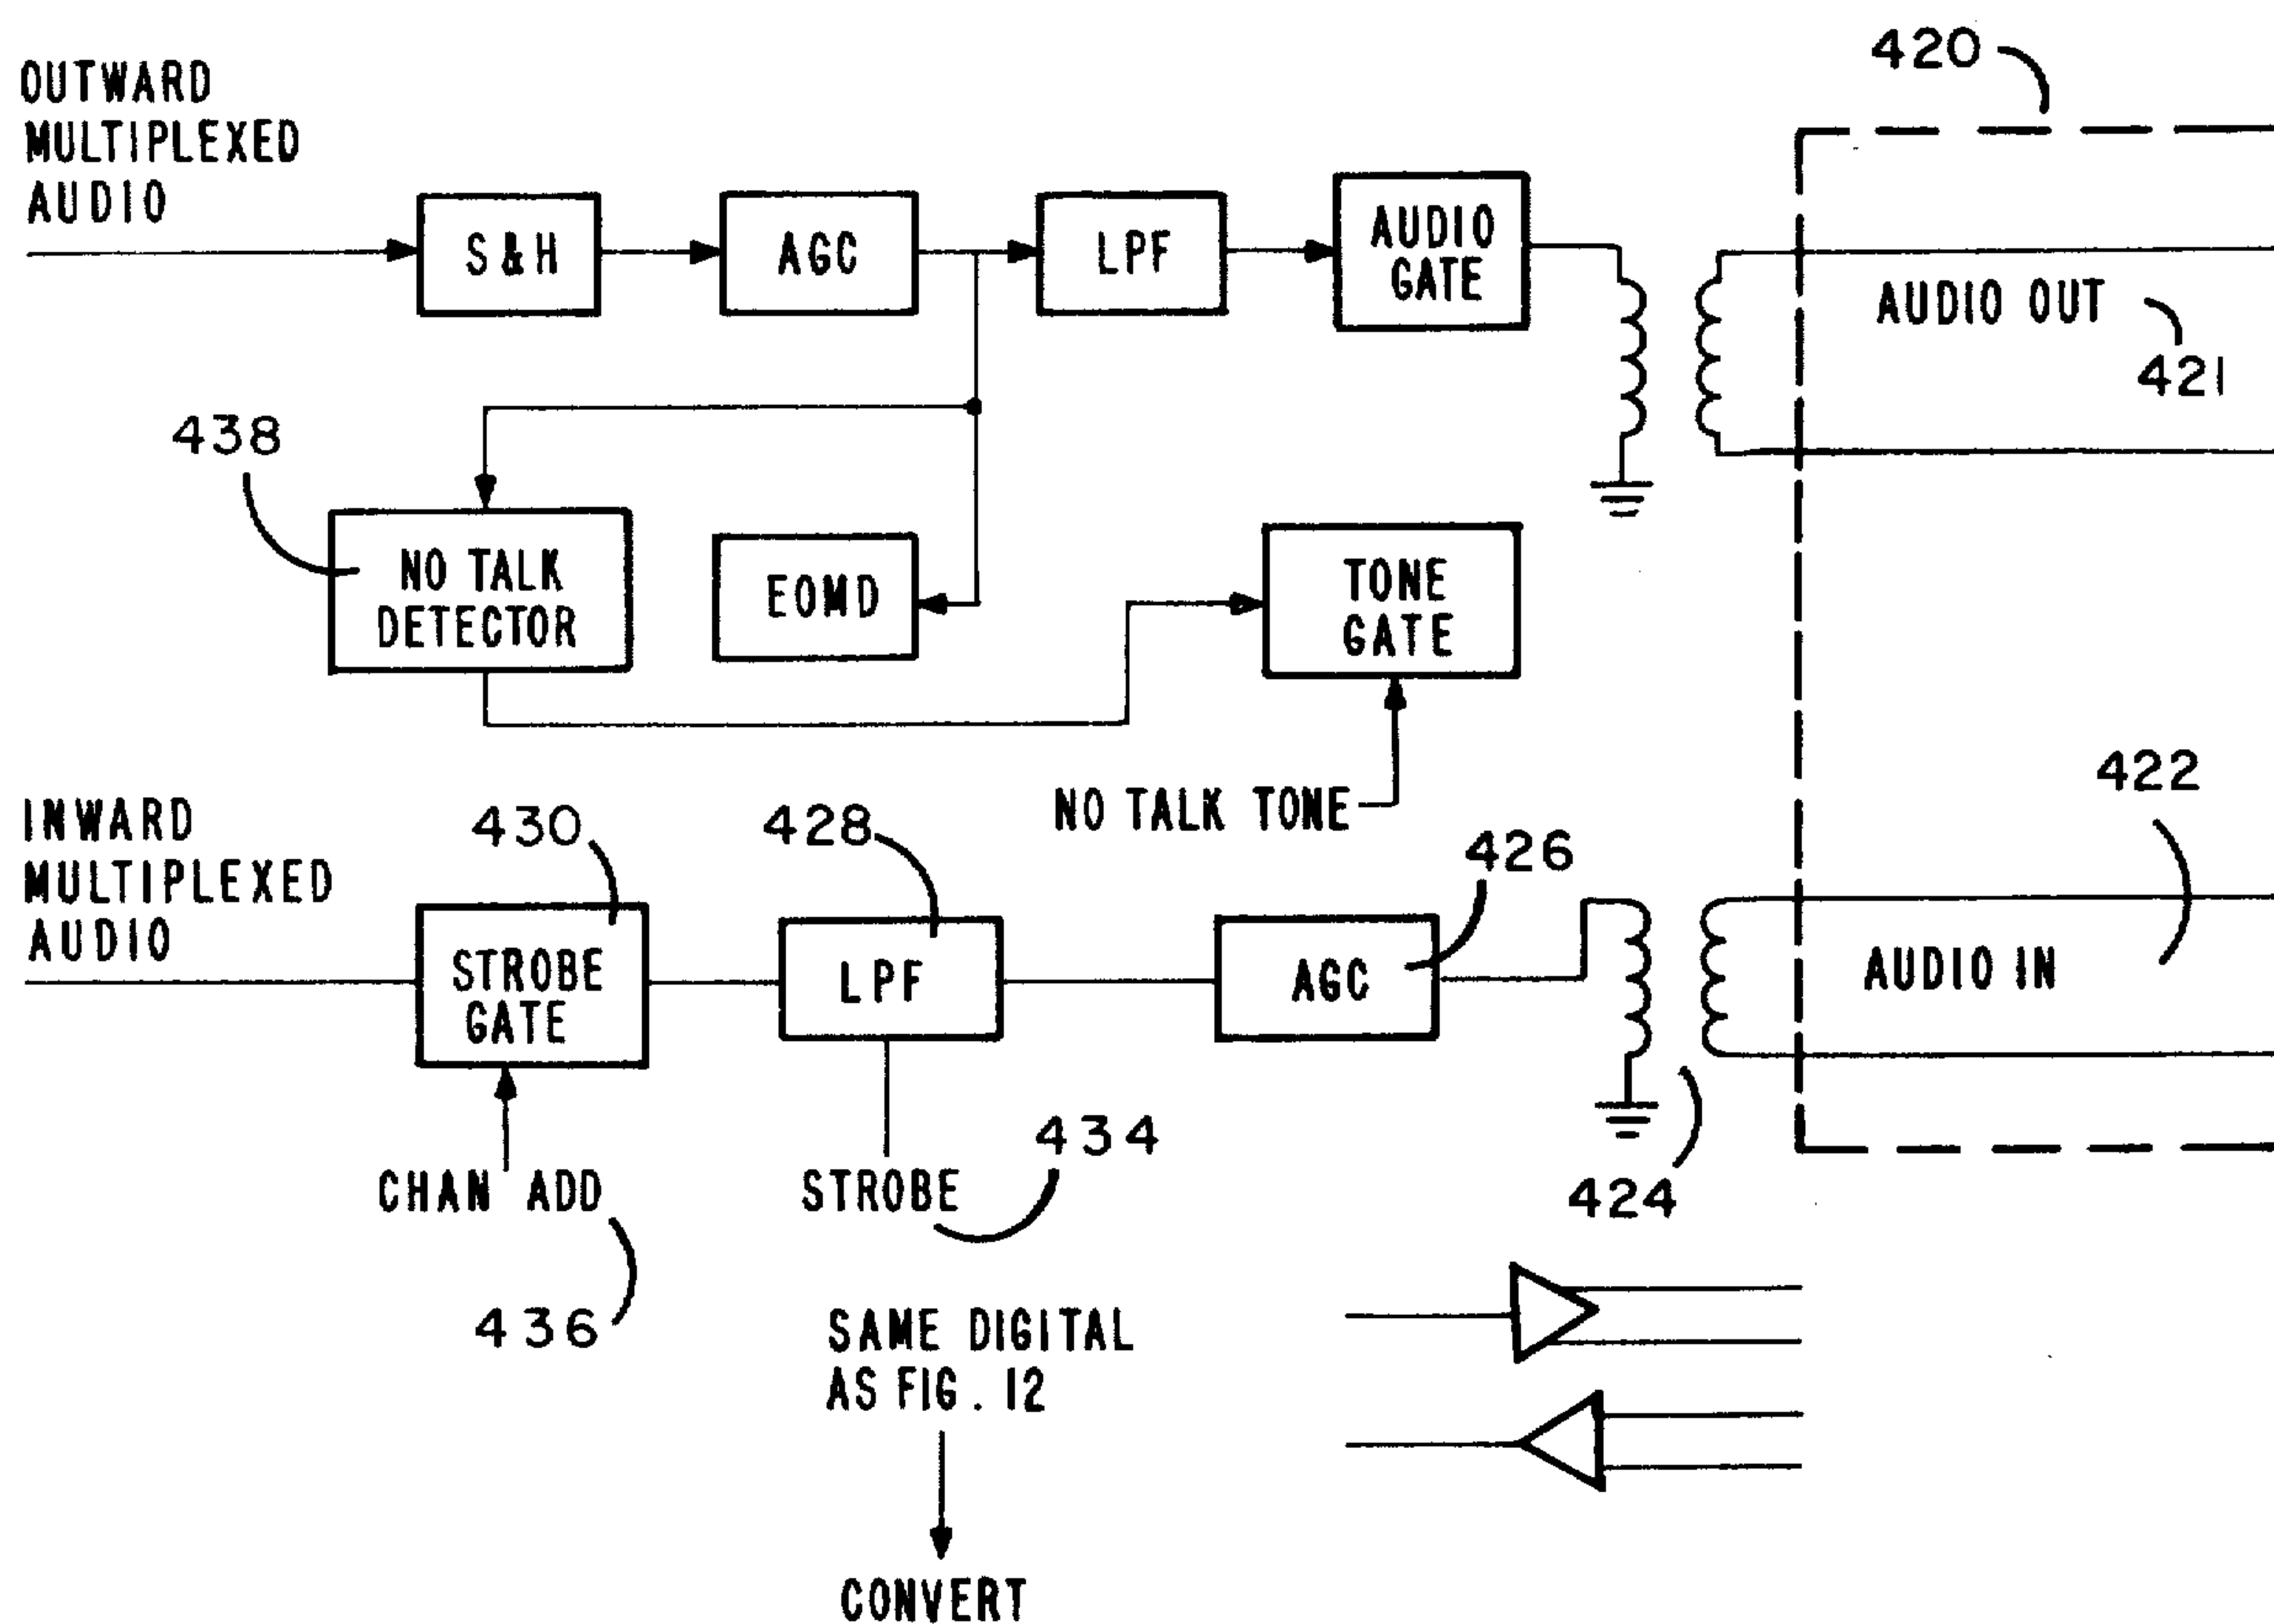 420
OUTWARD
MULTIPLEXED
AUDIO
S & H
AGC
LPF
AUDIO
GATE
AUDIO OUT
421
438
NO TALK
DETECTOR
EOMD
TONE
GATE
NO TALK TONE
422
INWARD
MULTIPLEXED
AUDIO
430
428
426
STROBE
GATE
LPF
AGC
AUDIO IN
CHAN ADD
STROBE
434
424
436
SAME DIGITAL
AS FIG. 12
CONVERT